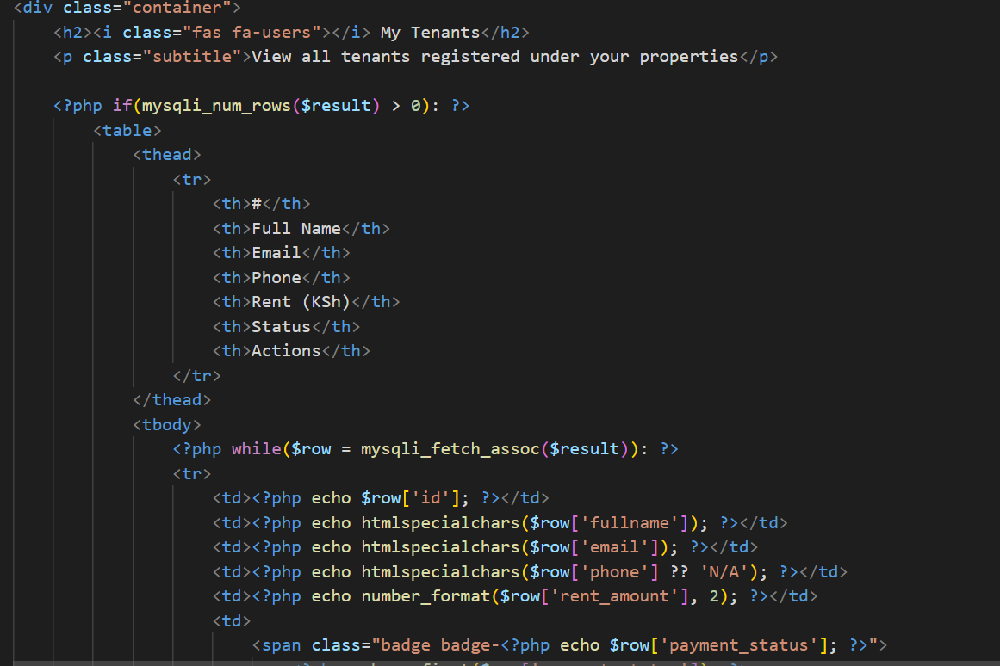 <div class="container">
<h2><i class="fas fa-users"></i> My Tenants</h2>
<p class="subtitle">View all tenants registered under your properties</p>
<?php if(mysqli_num_rows($result) > 0): ?>
<table>
<thead>
<tr>
<th>#</th>
<th>Full Name</th>
<th>Email</th>
<th>Phone</th>
<th>Rent (KSh)</th>
<th>Status</th>
<th>Actions</th>
</tr>
</thead>
<tbody>
<?php while($row = mysqli_fetch_assoc($result)): ?>
<tr>
<td><?php echo $row['id']; ?></td>
<td><?php echo htmlspecialchars($row['fullname']); ?></td>
<td><?php echo htmlspecialchars($row['email']); ?></td>
<td><?php echo htmlspecialchars($row['phone'] ?? 'N/A'); ?></td>
<td><?php echo number_format($row['rent_amount'], 2); ?></td>
<td>
<span class="badge badge-<?php echo $row['payment_status']; ?>">